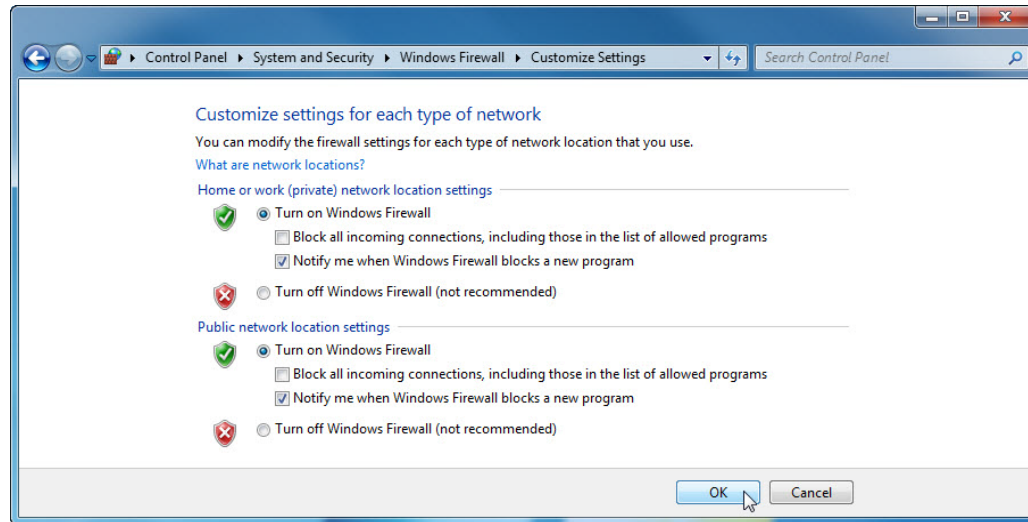 Control Panel ▸ System and Security ▸ Windows Firewall ▸ Customize Settings
Search Control Panel
Customize settings for each type of network
You can modify the firewall settings for each type of network location that you use.
What are network locations?
Home or work (private) network location settings
Turn on Windows Firewall
Block all incoming connections, including those in the list of allowed programs
Notify me when Windows Firewall blocks a new program
Turn off Windows Firewall (not recommended)
Public network location settings
Turn on Windows Firewall
Block all incoming connections, including those in the list of allowed programs
Notify me when Windows Firewall blocks a new program
Turn off Windows Firewall (not recommended)
OK
Cancel